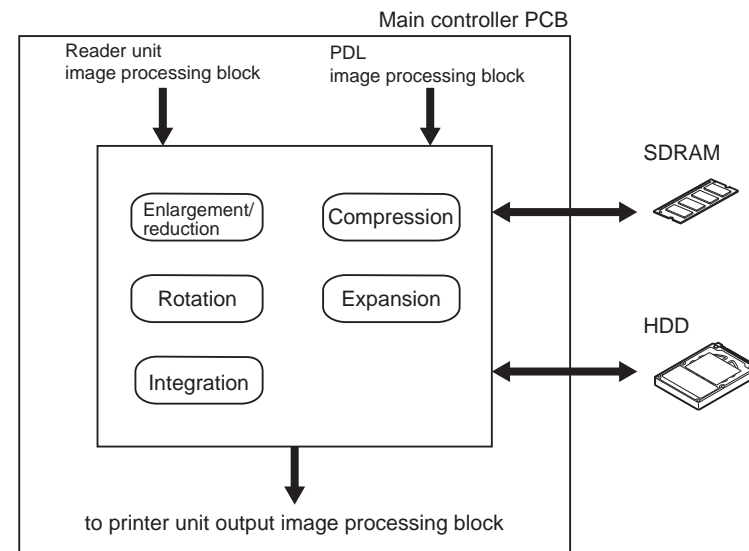 Main controller PCB
Reader unit
image processing block
PDL
image processing block
SDRAM
Enlargement/
reduction
Compression
Rotation
Expansion
HDD
Integration
to printer unit output image processing block